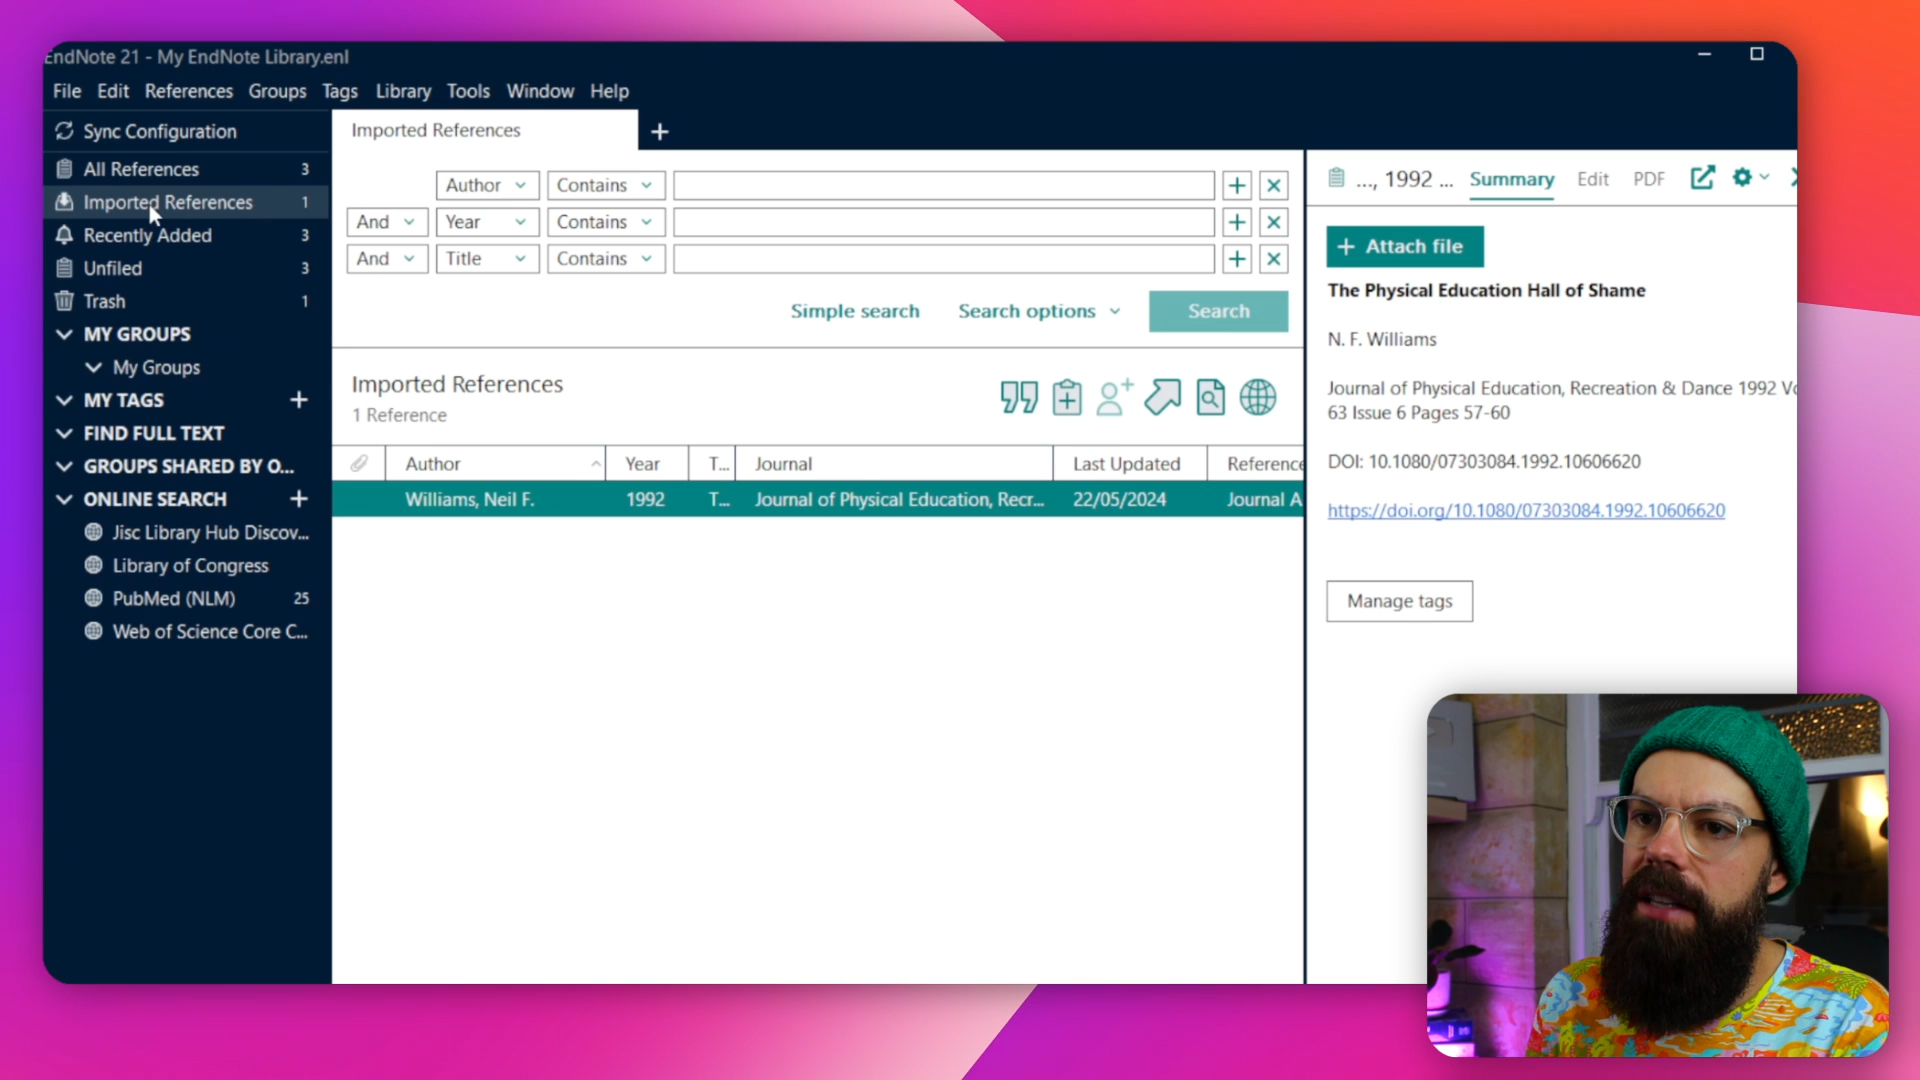 EndNote 21 - My EndNote Library.enl
File Edit References Groups Tags Library Tools Window Help
Sync Configuration
All References 3
Imported References 1
Recently Added 3
Unfiled 3
Trash 1
MY GROUPS
My Groups
MY TAGS +
FIND FULL TEXT
GROUPS SHARED BY O...
ONLINE SEARCH +
Jisc Library Hub Discov...
Library of Congress
PubMed (NLM) 25
Web of Science Core C...
Imported References +
Author Contains
And Year Contains
And Title Contains
Simple search Search options Search
Imported References
1 Reference
Author Year T... Journal Last Updated Reference
Williams, Neil F. 1992 T... Journal of Physical Education, Recr... 22/05/2024 Journal A
..., 1992 ... Summary Edit PDF
+ Attach file
The Physical Education Hall of Shame
N. F. Williams
Journal of Physical Education, Recreation & Dance 1992 Vo
63 Issue 6 Pages 57-60
DOI: 10.1080/07303084.1992.10606620
https://doi.org/10.1080/07303084.1992.10606620
Manage tags